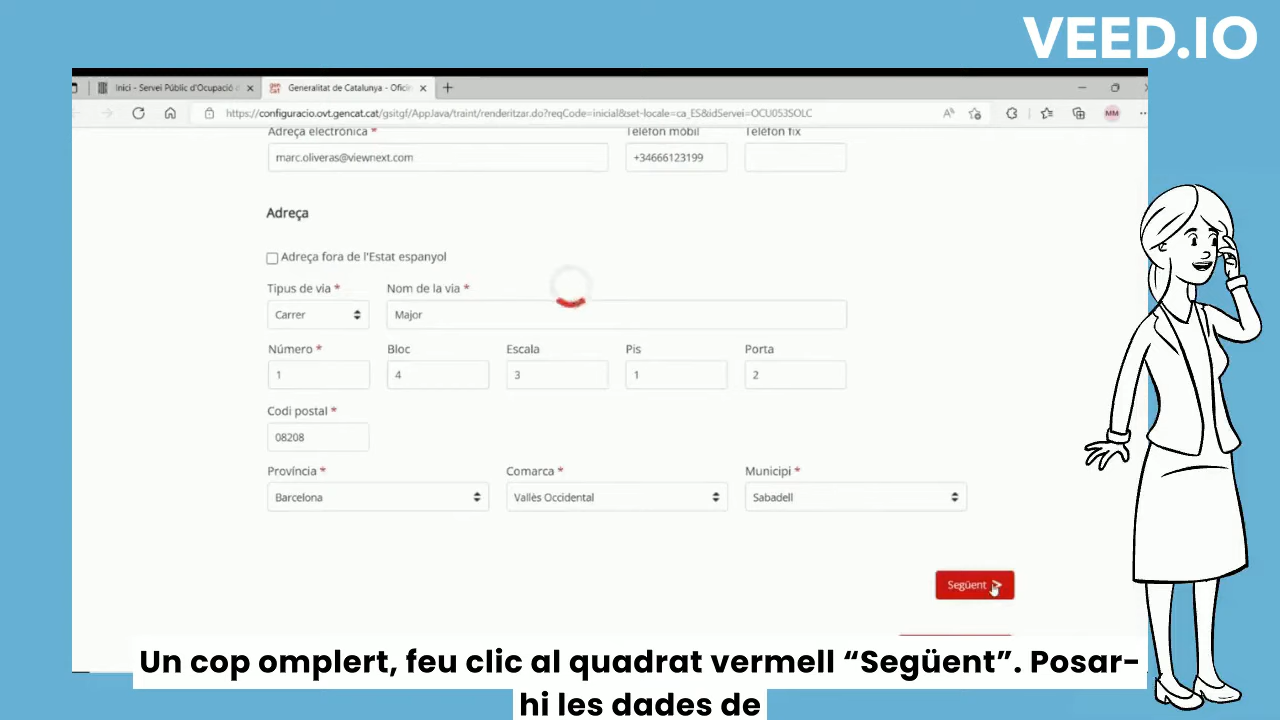 VEED.IO
Inici - Servei Públic d'Ocupació d
Generalitat de Catalunya - Oficin
https://configuracio.ovt.gencat.cat/gsitgf/AppJava/traint/renderitzar.do?reqCode=inicial&set-locale=ca_ES&idServei=OCU053SOLC
MM
Adreça electrònica * Telèfon mòbil Telèfon fix
marc.oliveras@viewnext.com +34666123199
Adreça
Adreça fora de l'Estat espanyol
Tipus de via * Nom de la via *
Carrer Major
Número * Bloc Escala Pis Porta
1 4 3 1 2
Codi postal *
08208
Província * Comarca * Municipi *
Barcelona Vallès Occidental Sabadell
Següent >
Un cop omplert, feu clic al quadrat vermell “Següent”. Posar-
hi les dades de